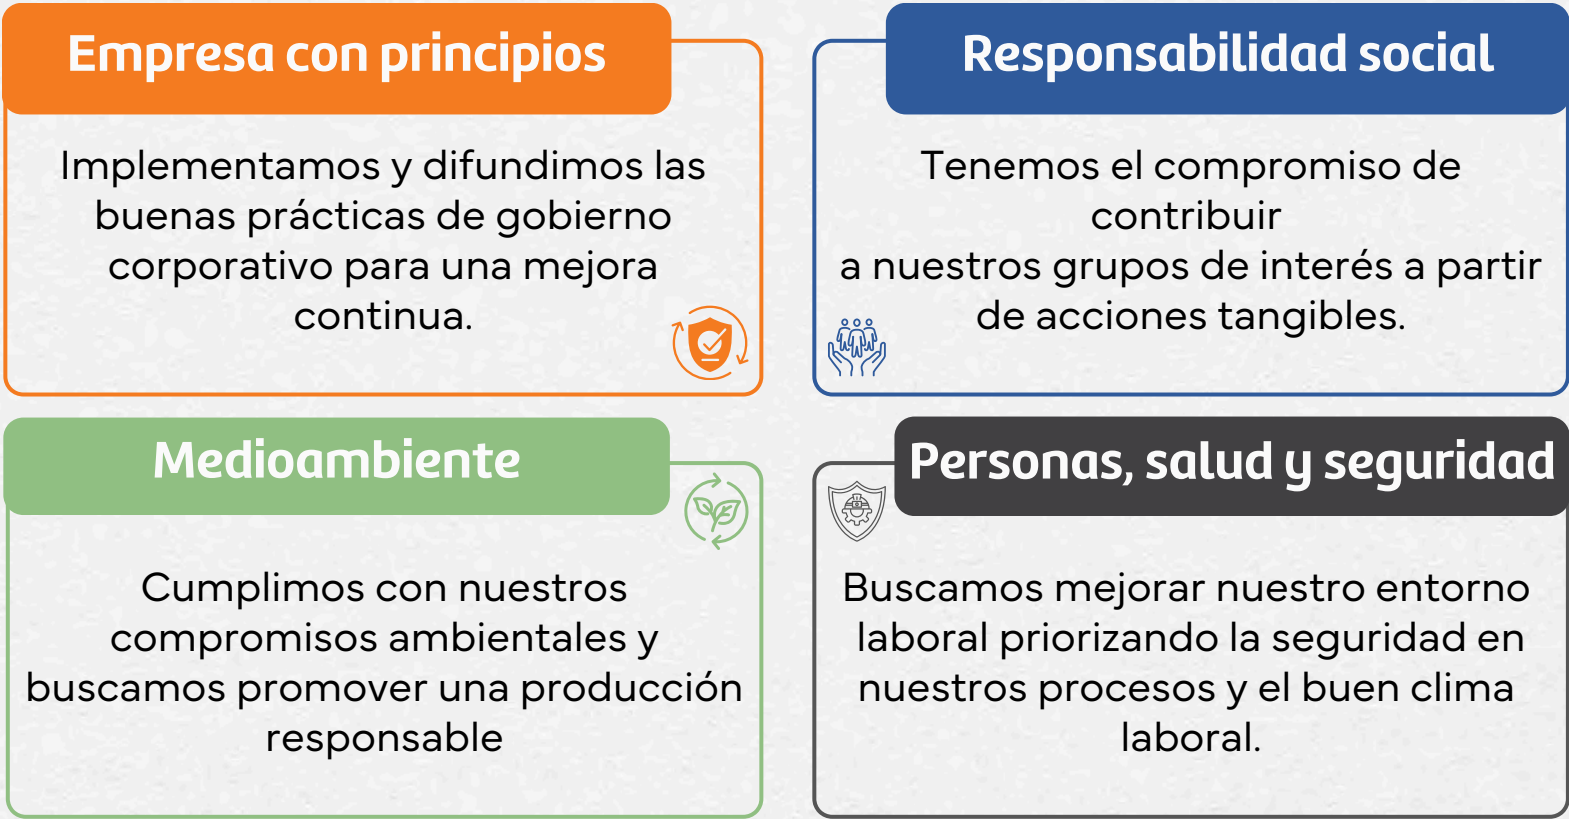 Empresa con principios
Implementamos y difundimos las
buenas prácticas de gobierno
corporativo para una mejora
continua.
Responsabilidad social
Tenemos el compromiso de
contribuir
a nuestros grupos de interés a partir
de acciones tangibles.
Medioambiente
Cumplimos con nuestros
compromisos ambientales y
buscamos promover una producción
responsable
Personas, salud y seguridad
Buscamos mejorar nuestro entorno
laboral priorizando la seguridad en
nuestros procesos y el buen clima
laboral.